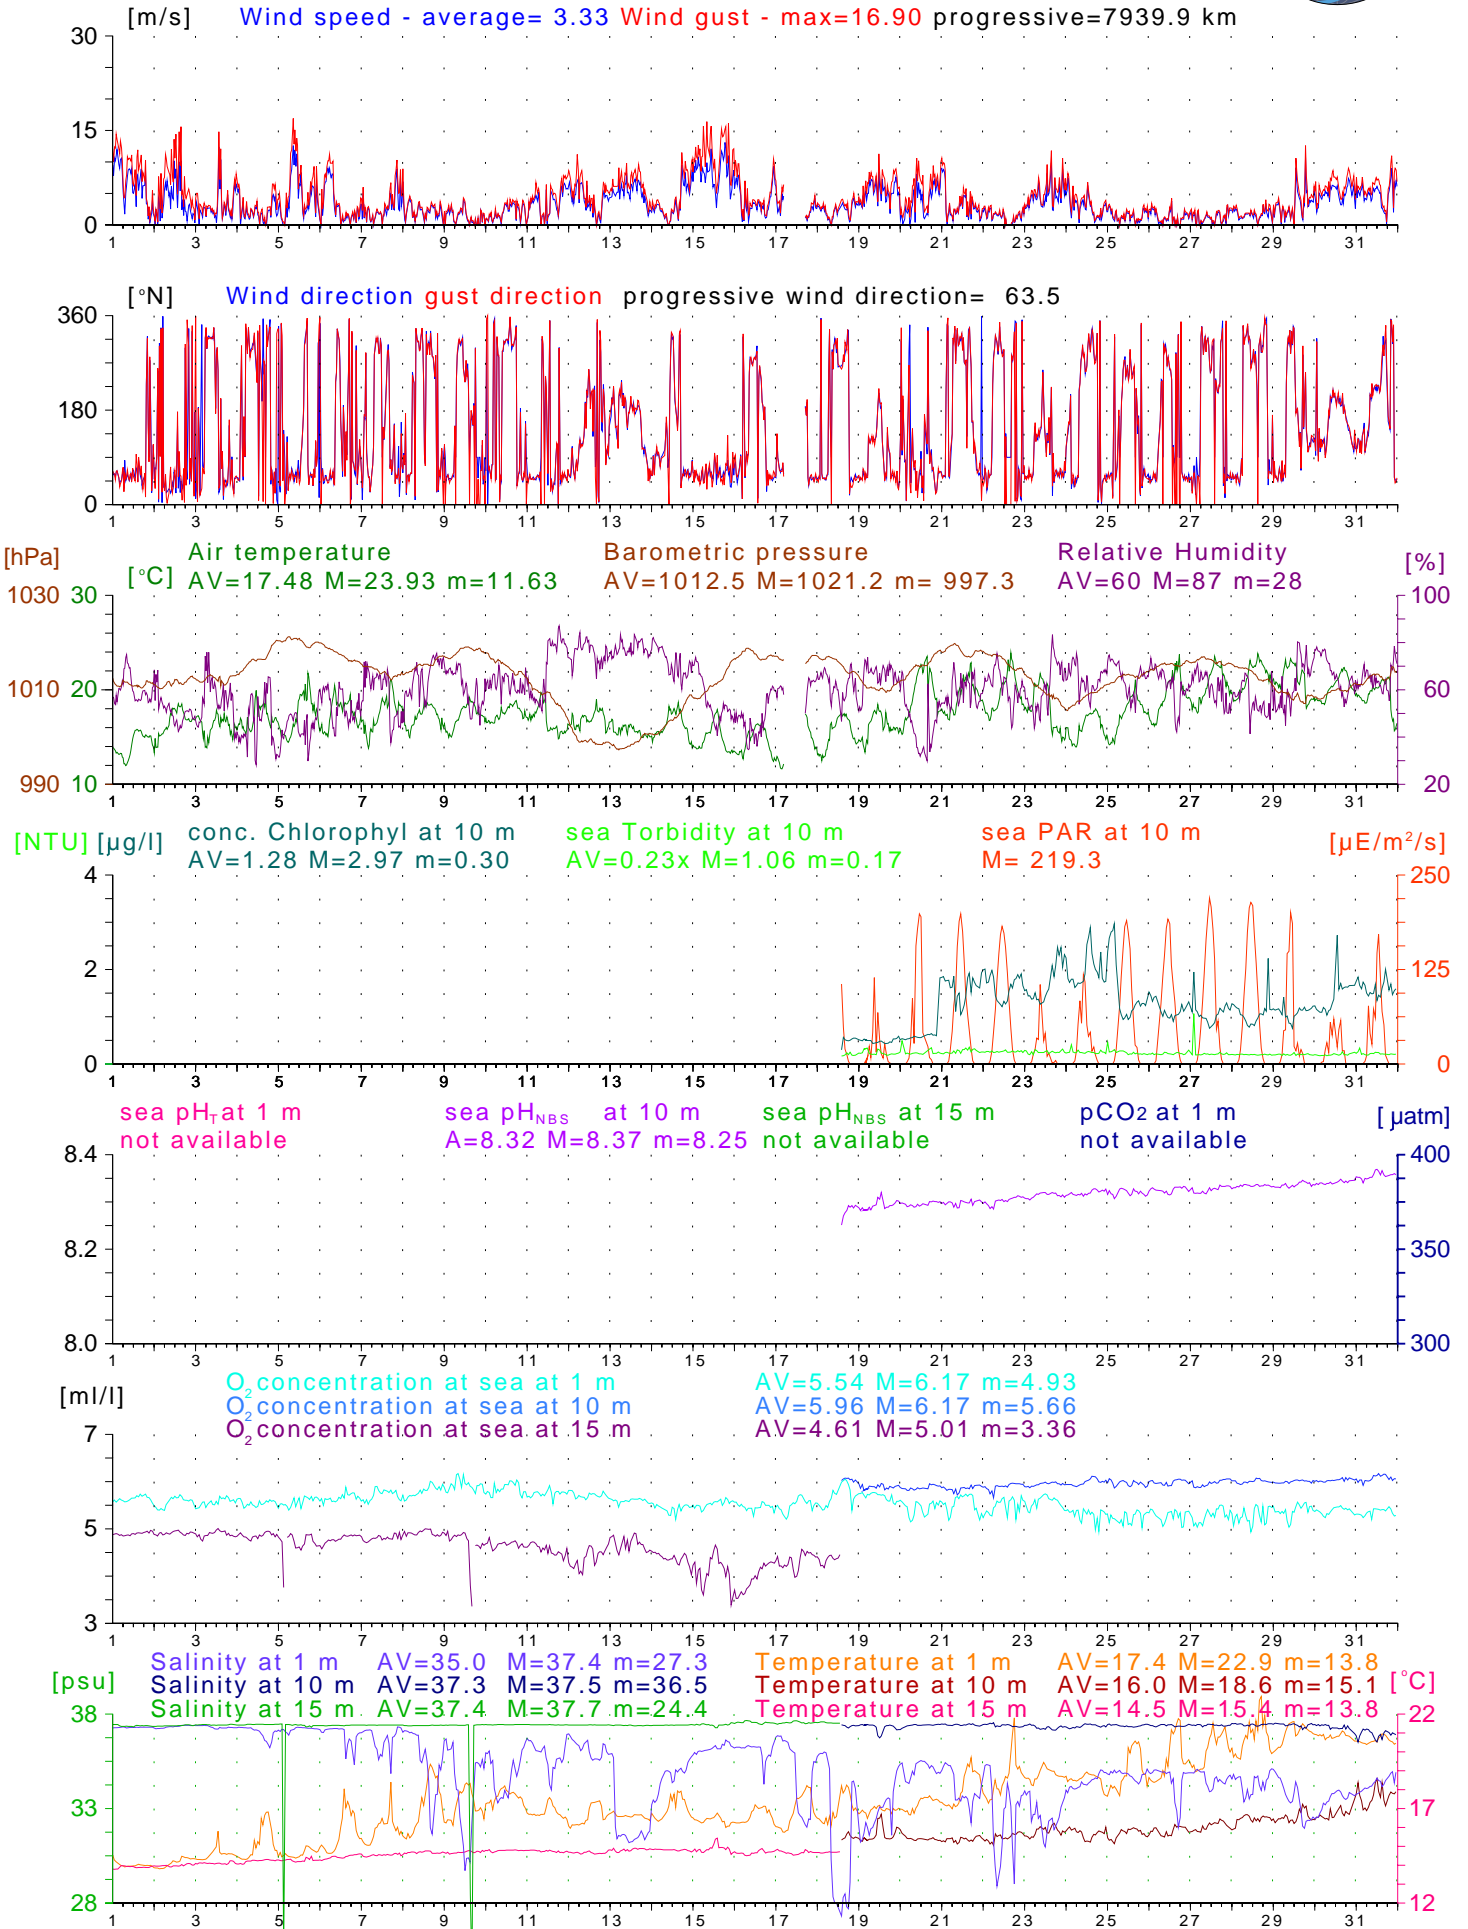 [m/s] Wind speed - average= 3.33 Wind gust - max=16.90 progressive=7939.9 km
30
15
0
1 3 5 7 9 11 13 15 17 19 21 23 25 27 29 31
[°N] Wind direction gust direction progressive wind direction= 63.5
360
180
0
1 3 5 7 9 11 13 15 17 19 21 23 25 27 29 31
[hPa] Air temperature Barometric pressure Relative Humidity [%]
[°C] AV=17.48 M=23.93 m=11.63 AV=1012.5 M=1021.2 m= 997.3 AV=60 M=87 m=28
1030 30 100
1010 20 60
990 10 20
1 3 5 7 9 11 13 15 17 19 21 23 25 27 29 31
[NTU] [µg/l] conc. Chlorophyl at 10 m sea Torbidity at 10 m sea PAR at 10 m [µE/m²/s]
AV=1.28 M=2.97 m=0.30 AV=0.23x M=1.06 m=0.17 M= 219.3
4 250
2 125
0 0
1 3 5 7 9 11 13 15 17 19 21 23 25 27 29 31
sea pH_T at 1 m sea pH_NBS at 10 m sea pH_NBS at 15 m pCO2 at 1 m [µatm]
not available A=8.32 M=8.37 m=8.25 not available not available
8.4 400
8.2 350
8.0 300
1 3 5 7 9 11 13 15 17 19 21 23 25 27 29 31
[ml/l] O₂ concentration at sea at 1 m AV=5.54 M=6.17 m=4.93
O₂ concentration at sea at 10 m AV=5.96 M=6.17 m=5.66
O₂ concentration at sea at 15 m AV=4.61 M=5.01 m=3.36
7
5
3
1 3 5 7 9 11 13 15 17 19 21 23 25 27 29 31
Salinity at 1 m AV=35.0 M=37.4 m=27.3 Temperature at 1 m AV=17.4 M=22.9 m=13.8
[psu] Salinity at 10 m AV=37.3 M=37.5 m=36.5 Temperature at 10 m AV=16.0 M=18.6 m=15.1 [°C]
Salinity at 15 m AV=37.4 M=37.7 m=24.4 Temperature at 15 m AV=14.5 M=15.4 m=13.8
38 22
33 17
28 12
1 3 5 7 9 11 13 15 17 19 21 23 25 27 29 31